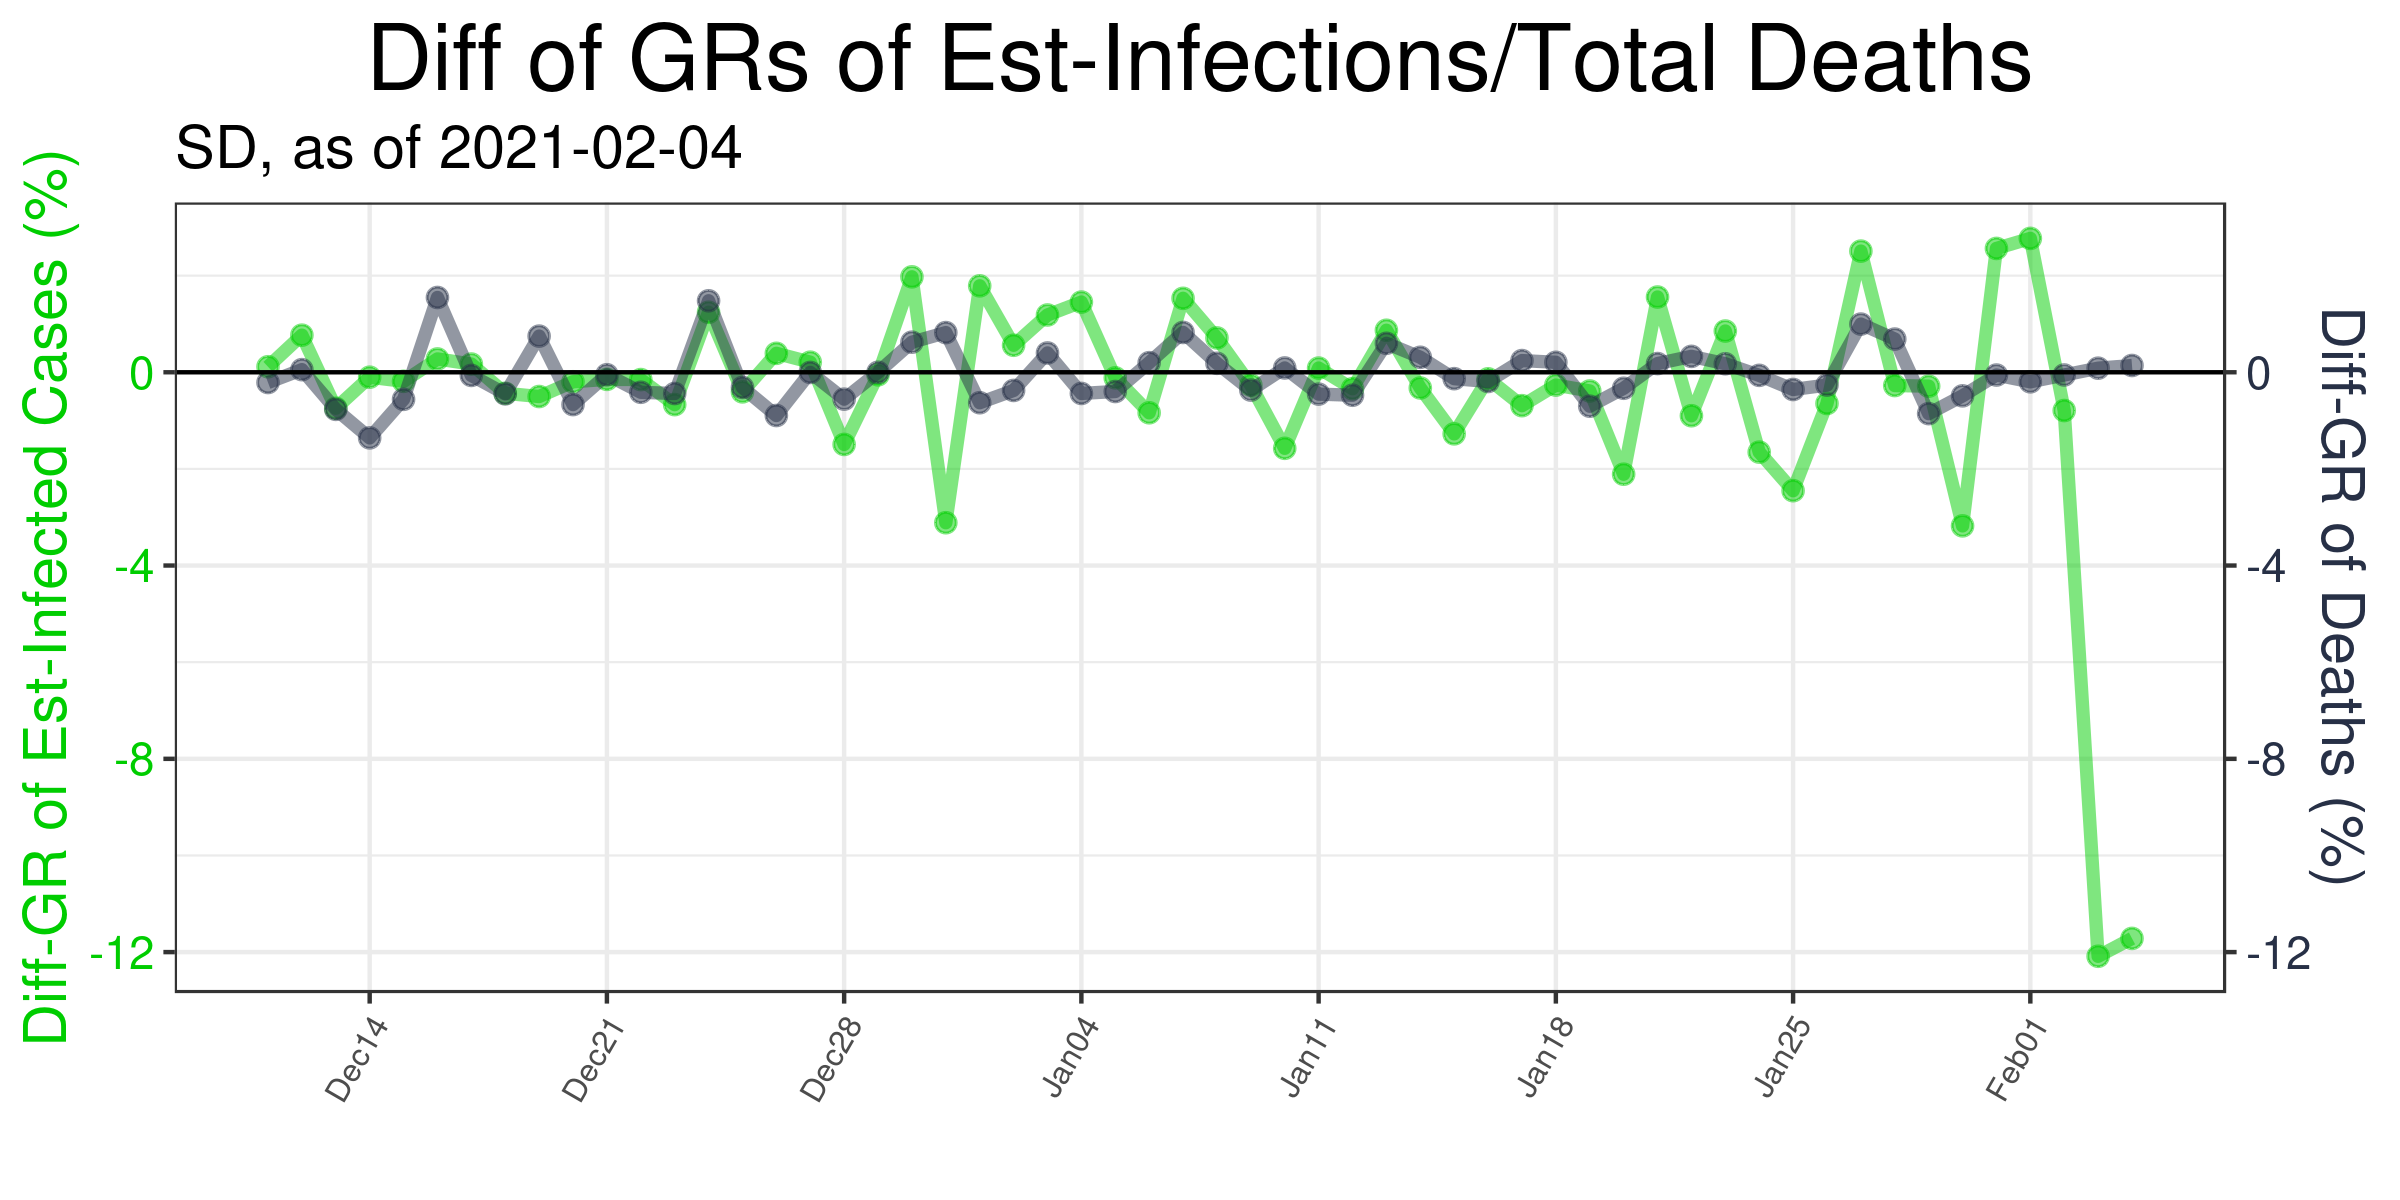 Diff of GRs of Est-Infections/Total Deaths
SD, as of 2021-02-04
Diff-GR of Est-Infected Cases (%)
0
-4
-8
-12
0
-4
-8
-12
Diff-GR of Deaths (%)
Dec14
Dec21
Dec28
Jan04
Jan11
Jan18
Jan25
Feb01